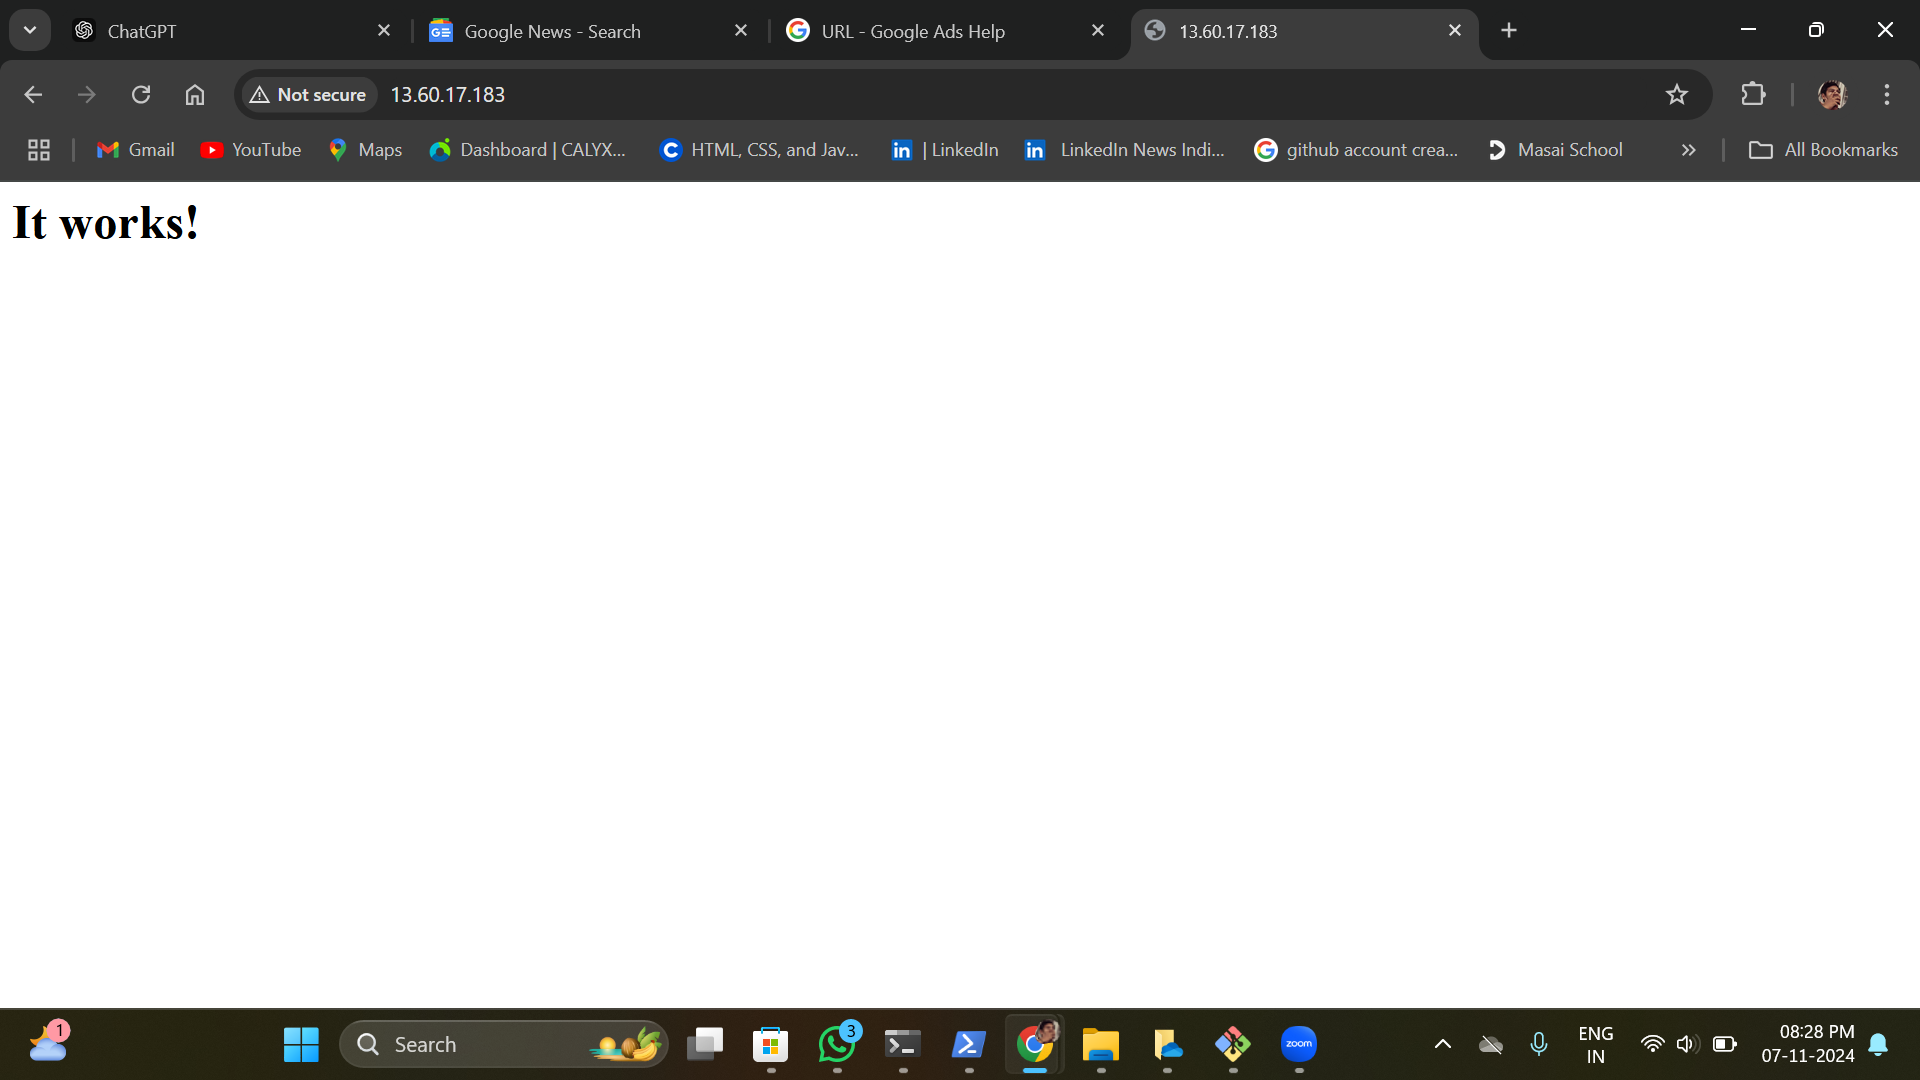 ChatGPT
Google News - Search
URL - Google Ads Help
13.60.17.183
Not secure
13.60.17.183
Gmail
YouTube
Maps
Dashboard | CALYX...
HTML, CSS, and Jav...
| LinkedIn
LinkedIn News Indi...
github account crea...
Masai School
All Bookmarks
It works!
1
Search
3
zoom
ENG
IN
08:28 PM
07-11-2024